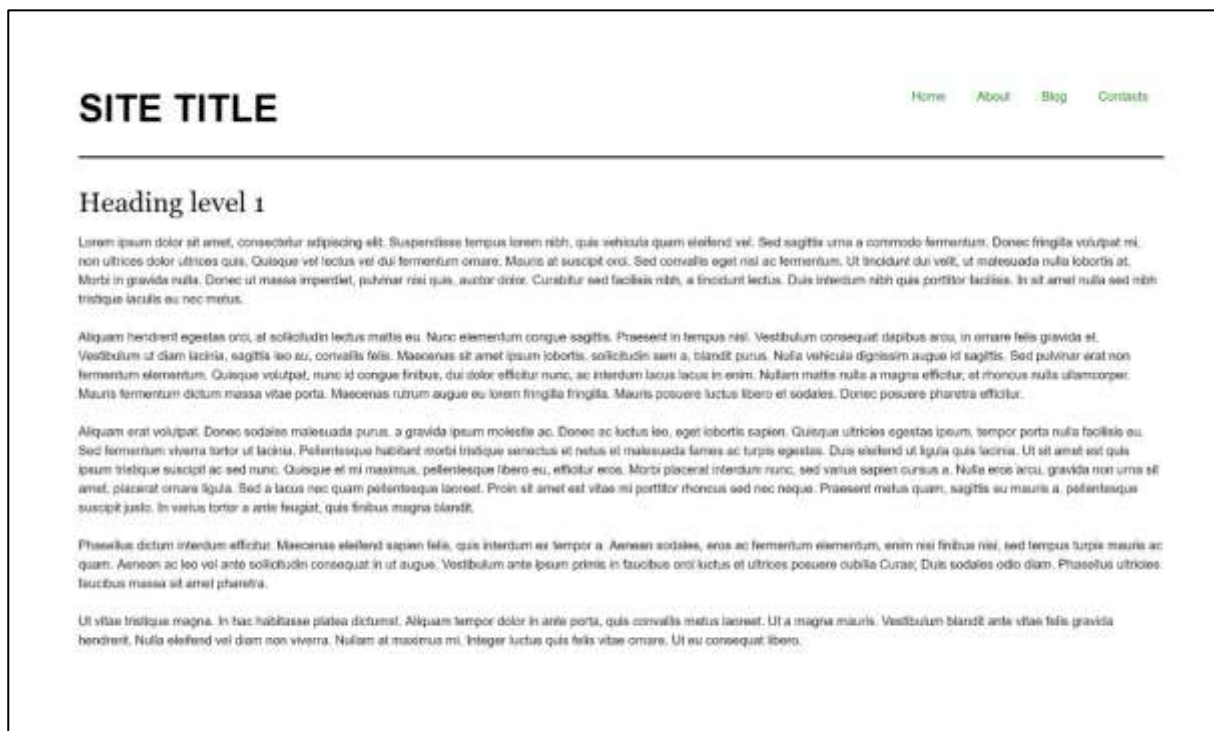 SITE TITLE
Home About Blog Contacts
Heading level 1
Lorem ipsum dolor sit amet, consectetur adipiscing elit. Suspendisse tempus lorem nibh, quis vehicula quam eleifend vel. Sed sagittis urna a commodo fermentum. Donec fringilla volutpat mi,
non ultrices dolor ultrices quis. Quisque vel lectus vel dui fermentum ornare. Mauris at suscipit orci. Sed convallis eget nisl ac fermentum. Ut tincidunt dui velit, ut malesuada nulla lobortis at.
Morbi in gravida nulla. Donec ut massa imperdiet, pulvinar nisi quis, auctor dolor. Curabitur sed facilisis nibh, a tincidunt lectus. Duis interdum nibh quis porttitor facilisis. In sit amet nulla sed nibh
tristique iaculis eu nec metus.
Aliquam hendrerit egestas orci, at sollicitudin lectus mattis eu. Nunc elementum congue sagittis. Praesent in tempus nisl. Vestibulum consequat dapibus arcu, in ornare felis gravida et.
Vestibulum ut diam lacinia, sagittis leo eu, convallis felis. Maecenas sit amet ipsum lobortis, sollicitudin sem a, blandit purus. Nulla vehicula dignissim augue id sagittis. Sed pulvinar erat non
fermentum elementum. Quisque volutpat, nunc id congue finibus, dui dolor efficitur nunc, ac interdum lacus lacus in enim. Nullam mattis nulla a magna efficitur, et rhoncus nulla ullamcorper.
Mauris fermentum dictum massa vitae porta. Maecenas rutrum augue eu lorem fringilla fringilla. Mauris posuere luctus libero et sodales. Donec posuere pharetra efficitur.
Aliquam erat volutpat. Donec sodales malesuada purus, a gravida ipsum molestie ac. Donec ac luctus leo, eget lobortis sapien. Quisque ultricies egestas ipsum, tempor porta nulla facilisis eu.
Sed fermentum viverra tortor ut lacinia. Pellentesque habitant morbi tristique senectus et netus et malesuada fames ac turpis egestas. Duis eleifend ut ligula quis lacinia. Ut sit amet est quis
ipsum tristique suscipit ac sed nunc. Quisque et mi maximus, pellentesque libero eu, efficitur eros. Morbi placerat interdum nunc, sed varius sapien cursus a. Nulla eros arcu, gravida non urna sit
amet, placerat ornare ligula. Sed a lacus nec quam pellentesque laoreet. Proin sit amet est vitae mi porttitor rhoncus sed nec neque. Praesent metus quam, sagittis eu mauris a, pellentesque
suscipit justo. In varius tortor a ante feugiat, quis finibus magna blandit.
Phasellus dictum interdum efficitur. Maecenas eleifend sapien felis, quis interdum ex tempor a. Aenean sodales, eros ac fermentum elementum, enim nisi finibus nisl, sed tempus turpis mauris ac
quam. Aenean ac leo vel ante sollicitudin consequat in ut augue. Vestibulum ante ipsum primis in faucibus orci luctus et ultrices posuere cubilia Curae; Duis sodales odio diam. Phasellus ultricies
faucibus massa sit amet pharetra.
Ut vitae tristique magna. In hac habitasse platea dictumst. Aliquam tempor dolor in ante porta, quis convallis metus laoreet. Ut a magna mauris. Vestibulum blandit ante vitae felis gravida
hendrerit. Nulla eleifend vel diam non viverra. Nullam at maximus mi. Integer luctus quis felis vitae ornare. Ut eu consequat libero.